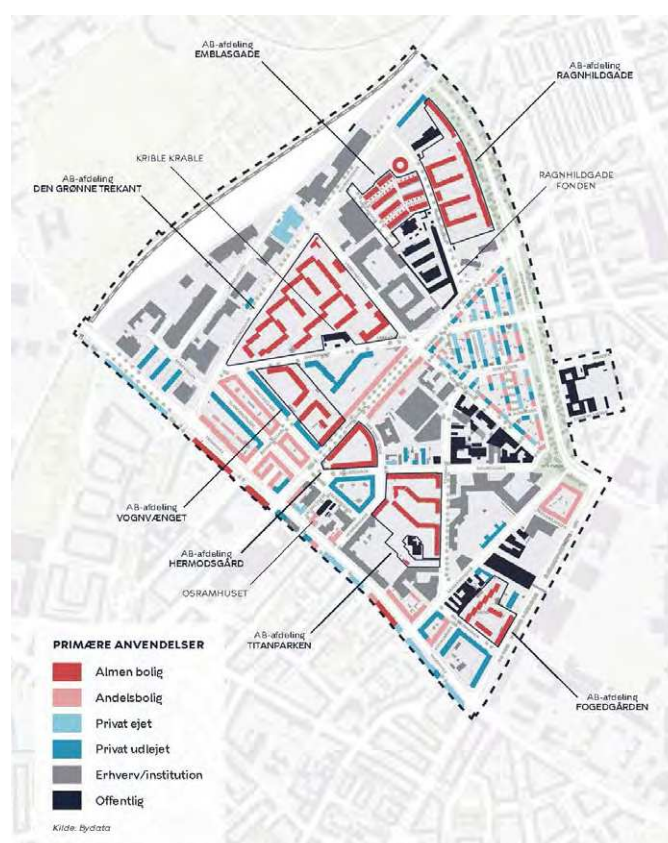 AB-afdeling
EMBLASGADE
AB-afdeling
RAGNHILDGADE
KRIBLE KRABLE
AB-afdeling
DEN GRØNNE TREKANT
RAGNHILDGADE
FONDEN
AB-afdeling
VOGNVÆNGET
AB-afdeling
HERMODSGÅRD
OSRAMHUSET
AB-afdeling
TITANPARKEN
AB-afdeling
FOGEDGÅRDEN
PRIMÆRE ANVENDELSER
Almen bolig
Andelsbolig
Privat ejet
Privat udlejet
Erhverv/institution
Offentlig
Kilde: Bydata